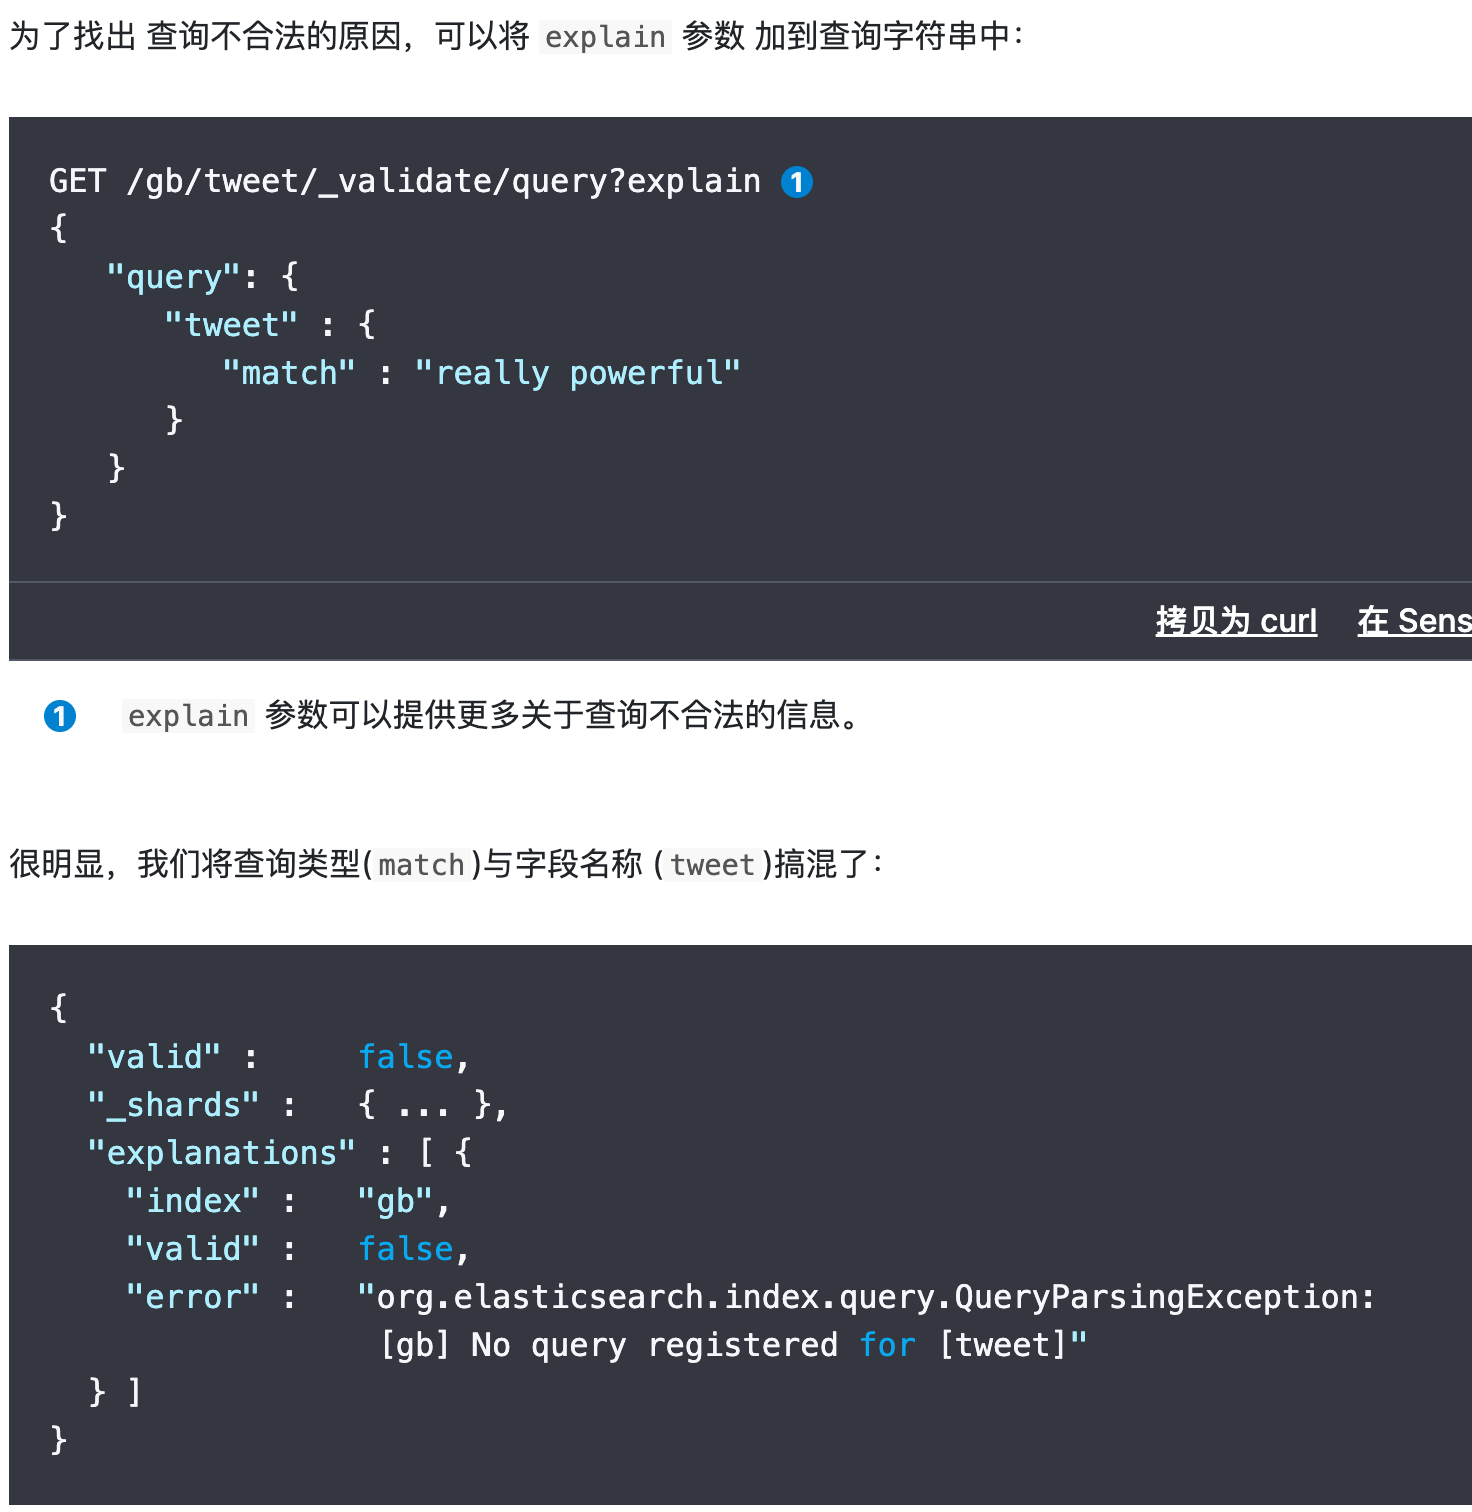 为了找出 查询不合法的原因，可以将 explain 参数 加到查询字符串中：
GET /gb/tweet/_validate/query?explain 1
{
   "query": {
      "tweet" : {
         "match" : "really powerful"
      }
   }
}
拷贝为 curl 在 Sens
1 explain 参数可以提供更多关于查询不合法的信息。
很明显，我们将查询类型(match)与字段名称 (tweet)搞混了：
{
  "valid" :     false,
  "_shards" :   { ... },
  "explanations" : [ {
    "index" :   "gb",
    "valid" :   false,
    "error" :   "org.elasticsearch.index.query.QueryParsingException:
                 [gb] No query registered for [tweet]"
  } ]
}